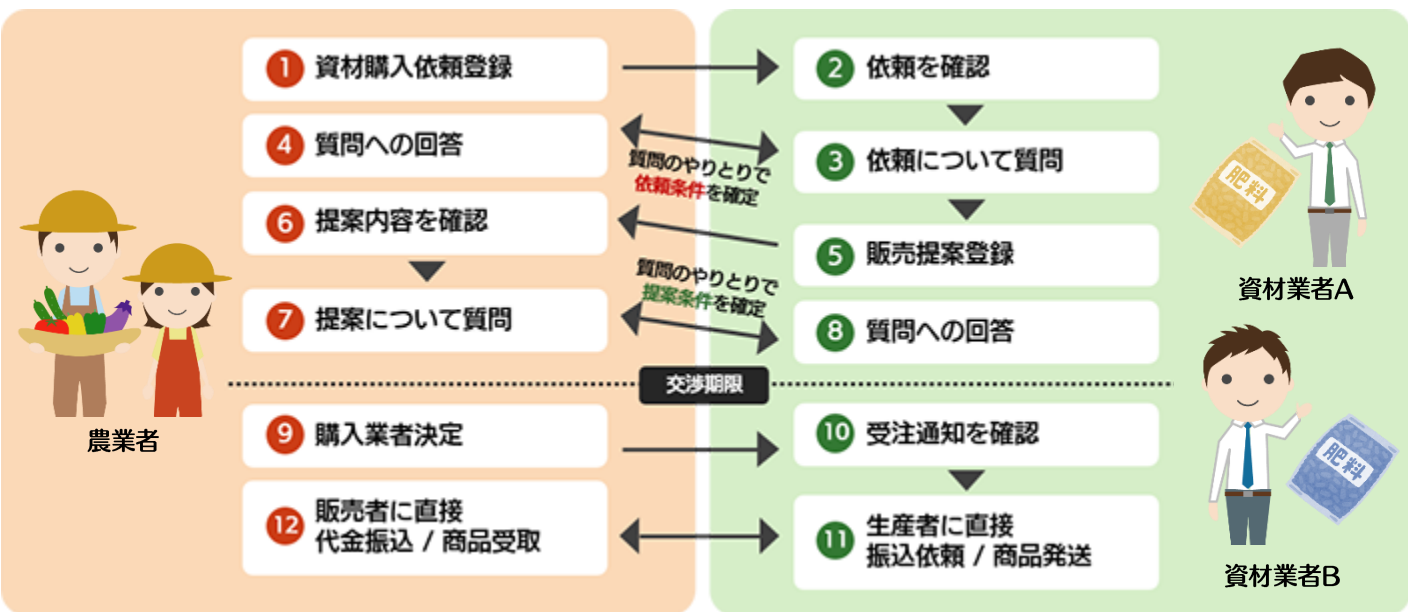 1 資材購入依頼登録
2 依頼を確認
4 質問への回答
3 依頼について質問
質問のやりとりで
依頼条件を確定
6 提案内容を確認
5 販売提案登録
質問のやりとりで
提案条件を確定
7 提案について質問
8 質問への回答
交渉期限
9 購入業者決定
10 受注通知を確認
12 販売者に直接
代金振込 / 商品受取
11 生産者に直接
振込依頼 / 商品発送
農業者
肥料
資材業者A
肥料
資材業者B